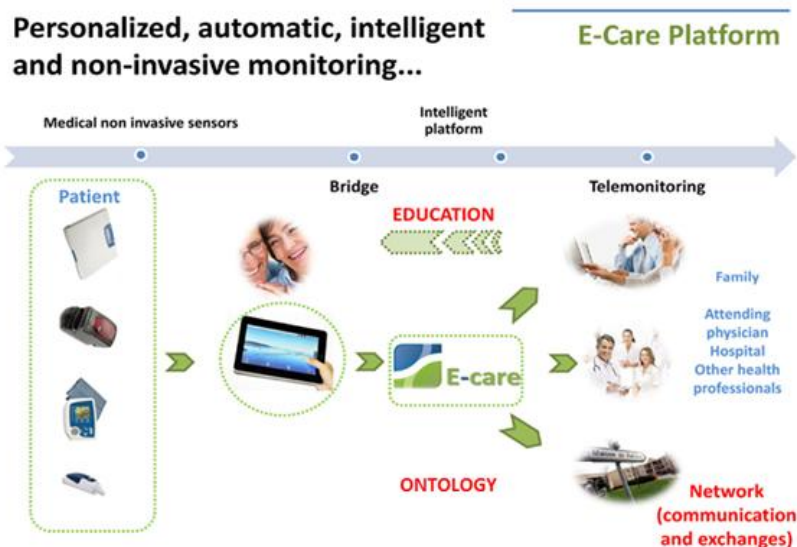 Personalized, automatic, intelligent
and non-invasive monitoring...
E-Care Platform
Medical non invasive sensors
Intelligent
platform
Bridge
Telemonitoring
Patient
EDUCATION
Family
Attending
physician
Hospital
Other health
professionals
E-care
ONTOLOGY
Network
(communication
and exchanges)